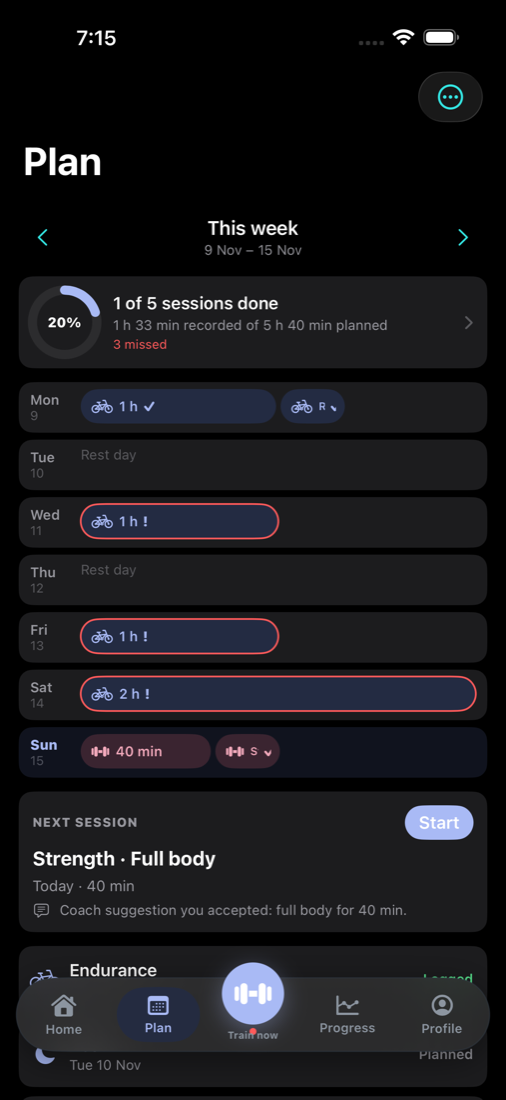 7:15
Plan
This week
9 Nov – 15 Nov
20%
1 of 5 sessions done
1 h 33 min recorded of 5 h 40 min planned
3 missed
Mon
9
1 h
R
Tue
10
Rest day
Wed
11
1 h !
Thu
12
Rest day
Fri
13
1 h !
Sat
14
2 h !
Sun
15
40 min
S
NEXT SESSION
Start
Strength · Full body
Today · 40 min
Coach suggestion you accepted: full body for 40 min.
Endurance
Logged
Home
Plan
Train now
Progress
Profile
Tue 10 Nov
Planned